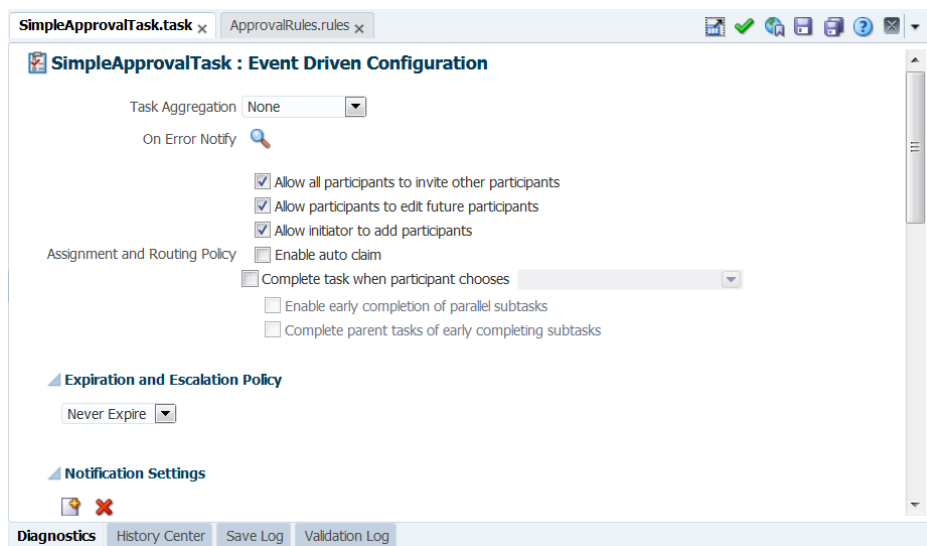 SimpleApprovalTask.task ApprovalRules.rules
SimpleApprovalTask : Event Driven Configuration
Task Aggregation None
On Error Notify
Allow all participants to invite other participants
Allow participants to edit future participants
Allow initiator to add participants
Assignment and Routing Policy Enable auto claim
Complete task when participant chooses
Enable early completion of parallel subtasks
Complete parent tasks of early completing subtasks
Expiration and Escalation Policy
Never Expire
Notification Settings
Diagnostics History Center Save Log Validation Log